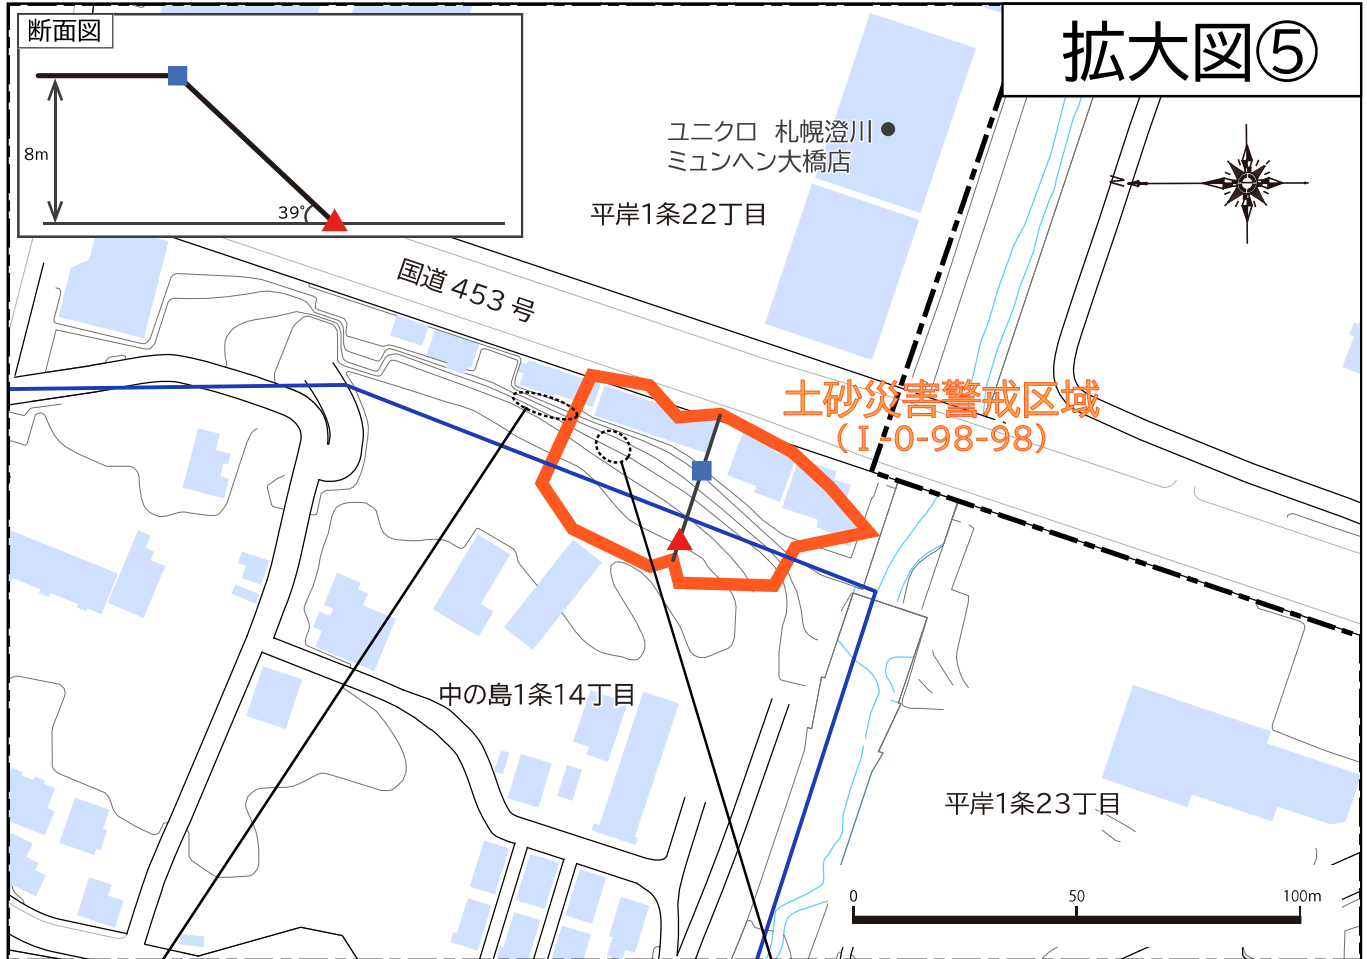 断面図
8m
39°
拡大図⑤
ユニクロ 札幌澄川
ミュンヘン大橋店
平岸1条22丁目
N
国道 453 号
土砂災害警戒区域
（Ⅰ-0-98-98）
中の島1条14丁目
平岸1条23丁目
0 50 100m